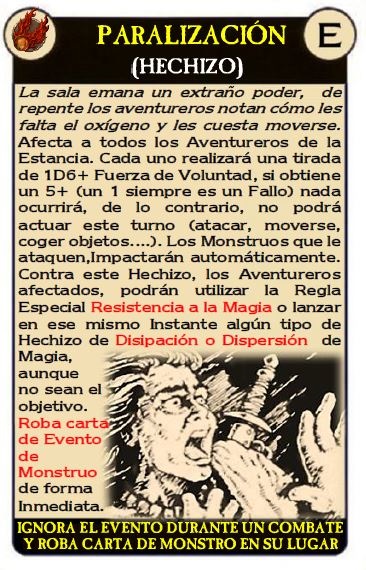 PARALIZACIÓN
E
(HECHIZO)
La sala emana un extraño poder, de
repente los aventureros notan cómo les
falta el oxígeno y les cuesta moverse.
Afecta a todos los Aventureros de la
Estancia. Cada uno realizará una tirada
de 1D6+ Fuerza de Voluntad, si obtiene
un 5+ (un 1 siempre es un Fallo) nada
ocurrirá, de lo contrario, no podrá
actuar este turno (atacar, moverse,
coger objetos....). Los Monstruos que le
ataquen,Impactarán automáticamente.
Contra este Hechizo, los Aventureros
afectados, podrán utilizar la Regla
Especial Resistencia a la Magia o lanzar
en ese mismo Instante algún tipo de
Hechizo de Disipación o Dispersión de
Magia,
aunque
no sean el
objetivo.
Roba carta
de Evento
de
Monstruo
de forma
Inmediata.
IGNORA EL EVENTO DURANTE UN COMBATE
Y ROBA CARTA DE MONSTRO EN SU LUGAR